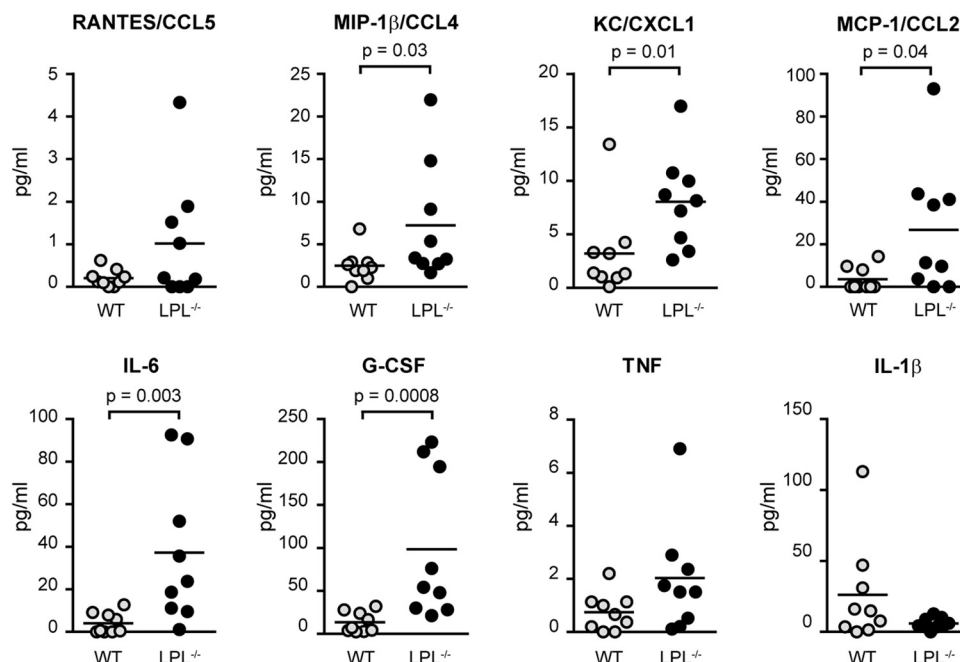 RANTES/CCL5 MIP-1β/CCL4 KC/CXCL1 MCP-1/CCL2
p = 0.03 p = 0.01 p = 0.04
pg/ml 5 4 3 2 1 0
WT LPL-/-
pg/ml 25 20 15 10 5 0
WT LPL-/-
pg/ml 20 15 10 5 0
WT LPL-/-
pg/ml 100 80 60 40 20 0
WT LPL-/-
IL-6 G-CSF TNF IL-1β
p = 0.003 p = 0.0008
pg/ml 100 80 60 40 20 0
WT LPL-/-
pg/ml 250 200 150 100 50 0
WT LPL-/-
pg/ml 8 6 4 2 0
WT LPL-/-
pg/ml 150 100 50 0
WT LPL-/-